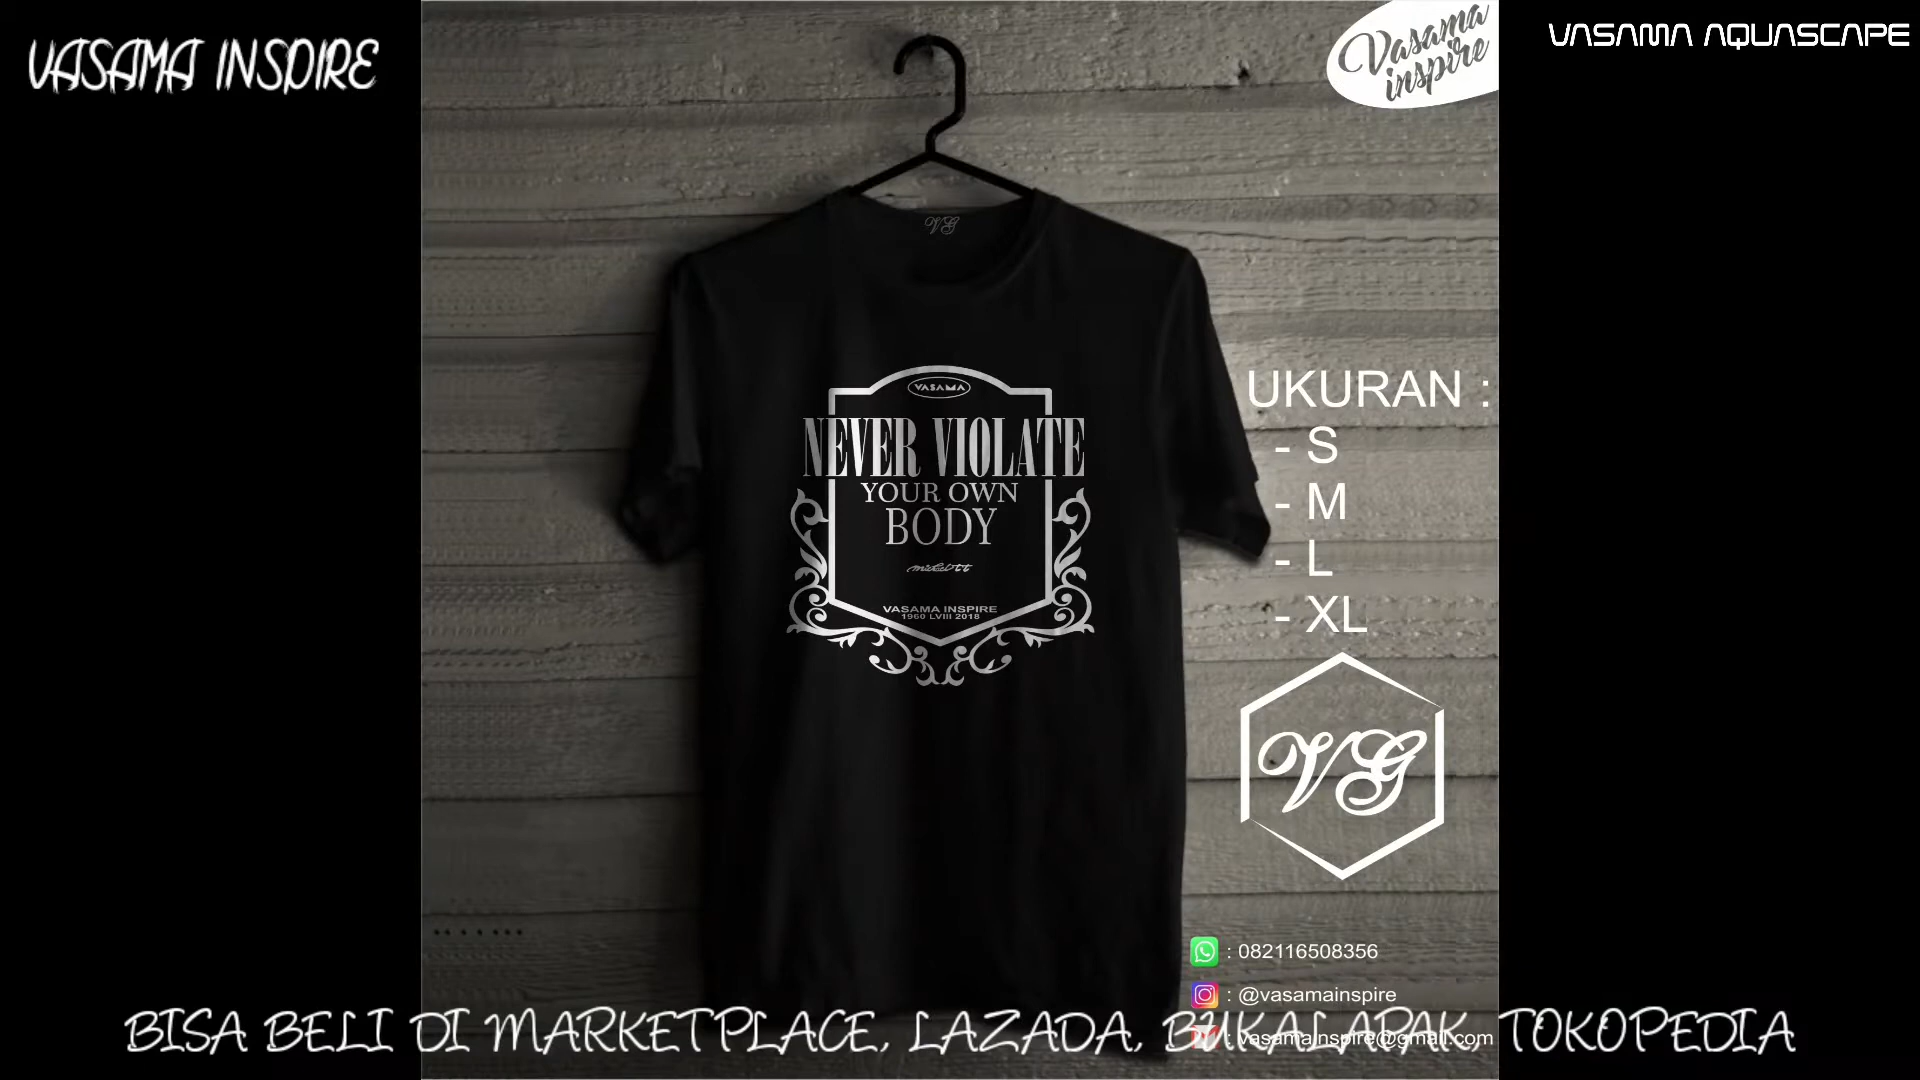 VASAMA INSPIRE
Vasama
inspire
VASAMA AQUASCAPE
VG
VASAMA
NEVER VIOLATE
YOUR OWN
BODY
VASAMA INSPIRE
1960 LVIII 2018
UKURAN :
- S
- M
- L
- XL
VG
: 082116508356
: @vasamainspire
: vasamainspire@gmail.com
BISA BELI DI MARKETPLACE, LAZADA, BUKALAPAK, TOKOPEDIA